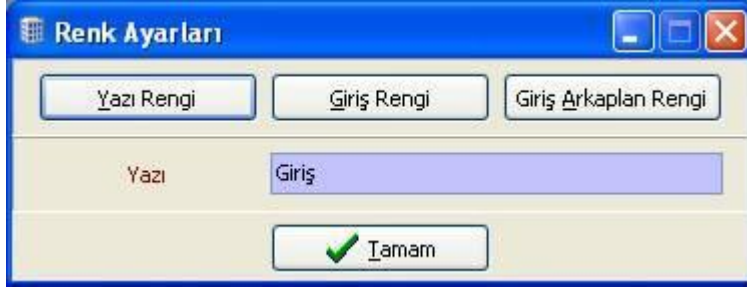 Renk Ayarları
Yazı Rengi Giriş Rengi Giriş Arkaplan Rengi
Yazı Giriş
Tamam